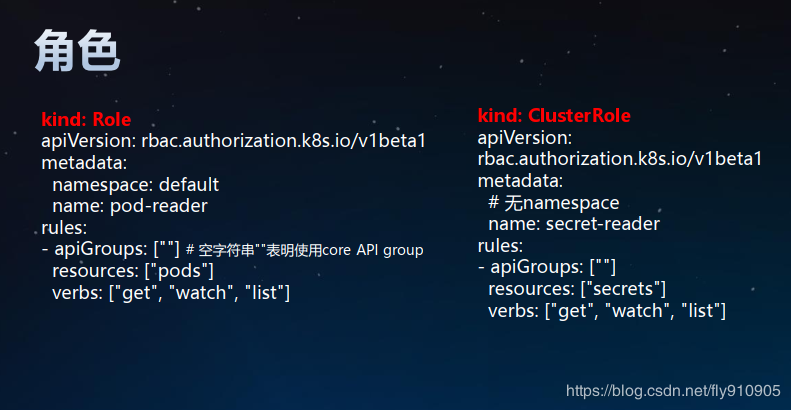 角色
kind: Role
apiVersion: rbac.authorization.k8s.io/v1beta1
metadata:
  namespace: default
  name: pod-reader
rules:
- apiGroups: [""] # 空字符串""表明使用core API group
  resources: ["pods"]
  verbs: ["get", "watch", "list"]
kind: ClusterRole
apiVersion:
rbac.authorization.k8s.io/v1beta1
metadata:
  # 无namespace
  name: secret-reader
rules:
- apiGroups: [""]
  resources: ["secrets"]
  verbs: ["get", "watch", "list"]
https://blog.csdn.net/fly910905